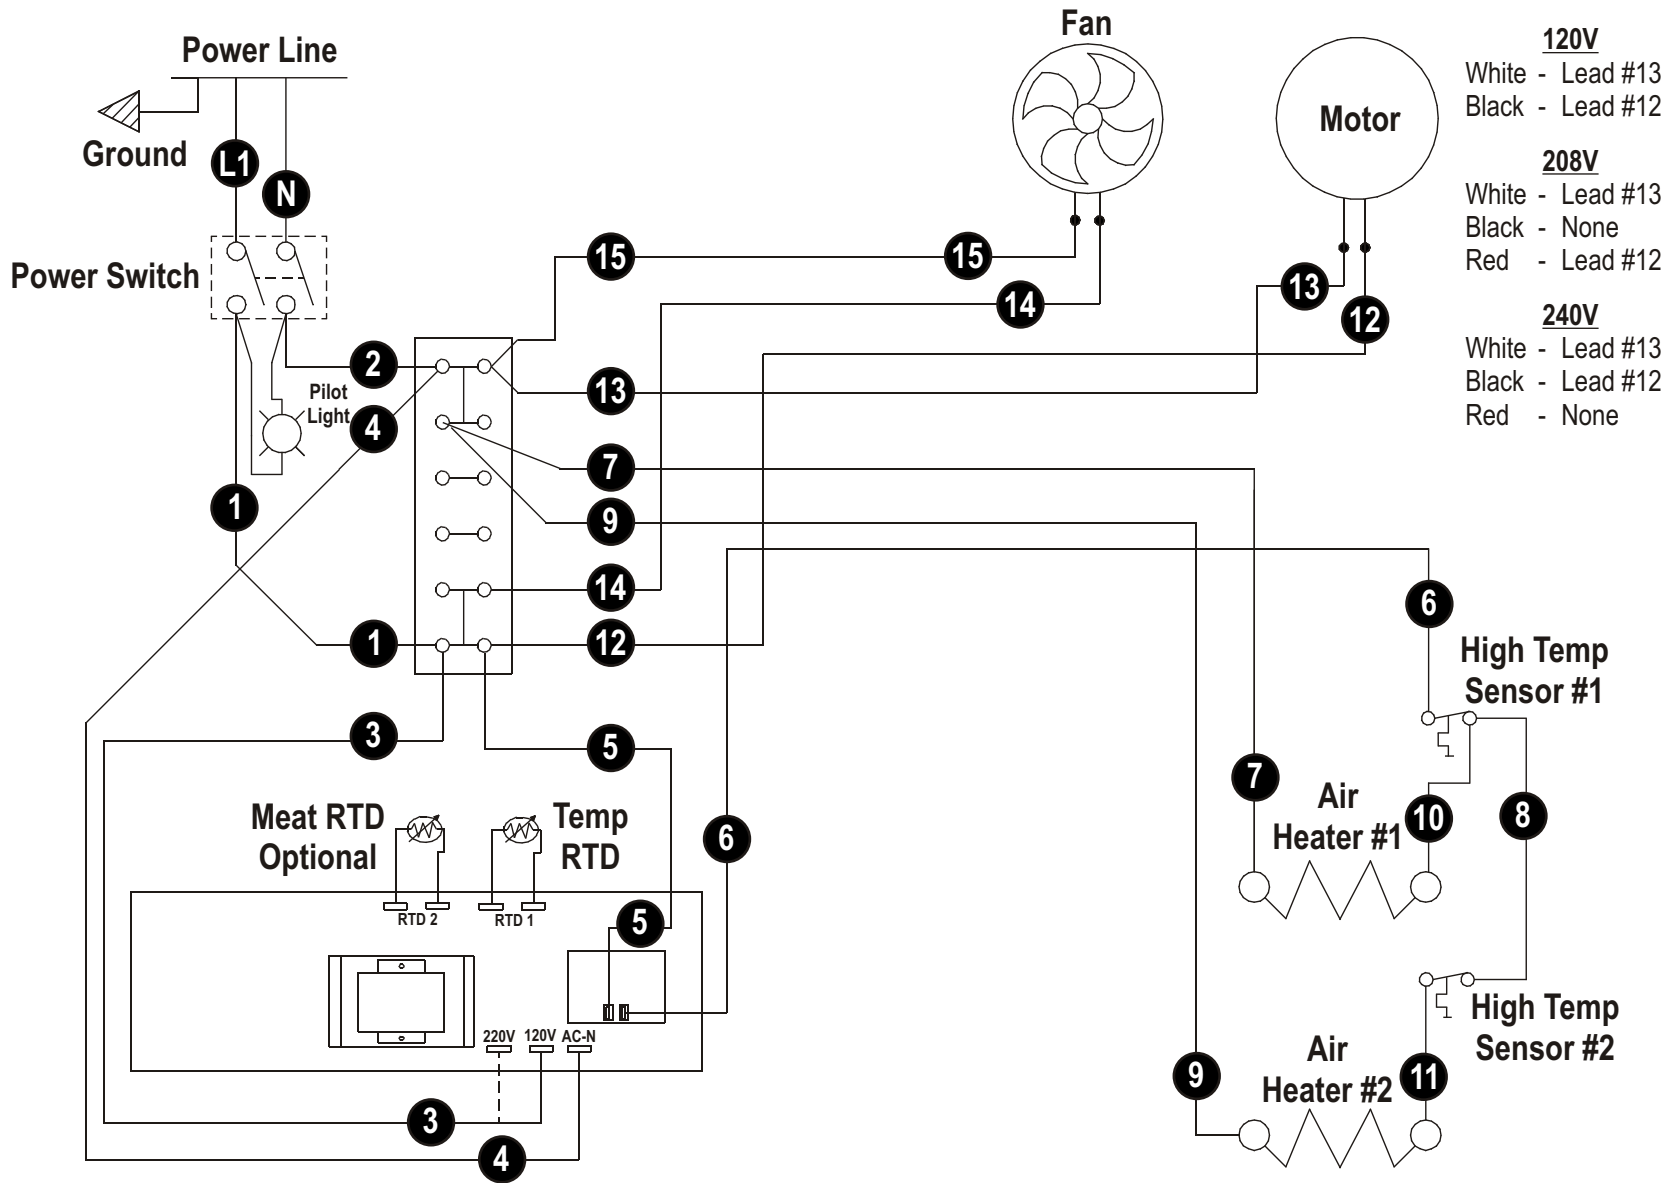 Power Line
Ground
L1
N
Power Switch
Fan
Motor
120V
White - Lead #13
Black - Lead #12
208V
White - Lead #13
Black - None
Red - Lead #12
240V
White - Lead #13
Black - Lead #12
Red - None
15
15
14
13
12
2
Pilot
Light
4
13
7
9
1
14
6
1
12
High Temp
Sensor #1
3
5
7
Air
Heater #1
10
8
Meat RTD
Optional
Temp
RTD
6
RTD 2
RTD 1
5
220V
120V
AC-N
High Temp
Sensor #2
9
Air
Heater #2
11
3
4